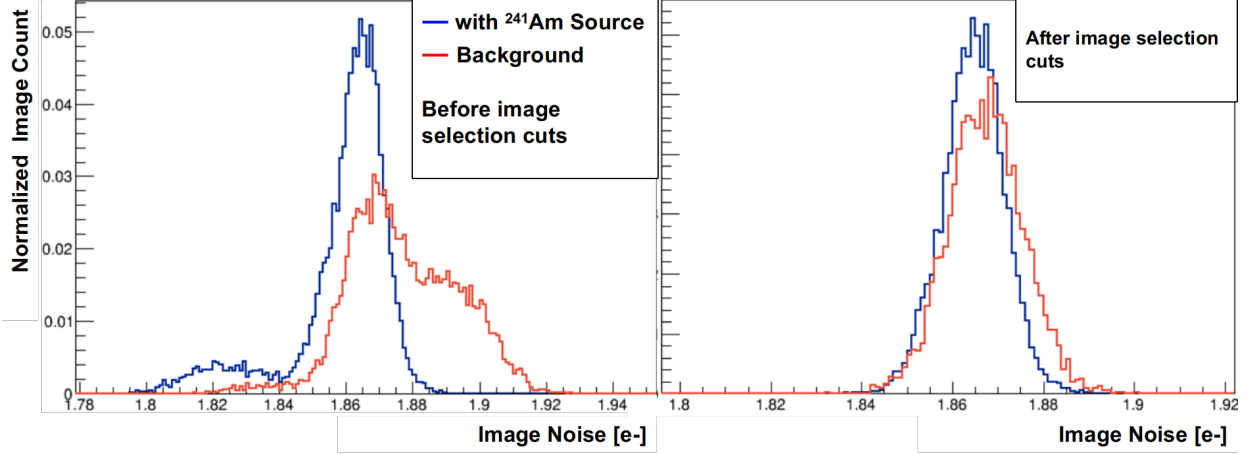 Normalized Image Count
0.05
0.04
0.03
0.02
0.01
0
1.78
1.8
1.82
1.84
1.86
1.88
1.9
1.92
1.94
with ²⁴¹Am Source
Background
Before image
selection cuts
Image Noise [e-]
After image selection
cuts
1.8
1.82
1.84
1.86
1.88
1.9
1.92
Image Noise [e-]